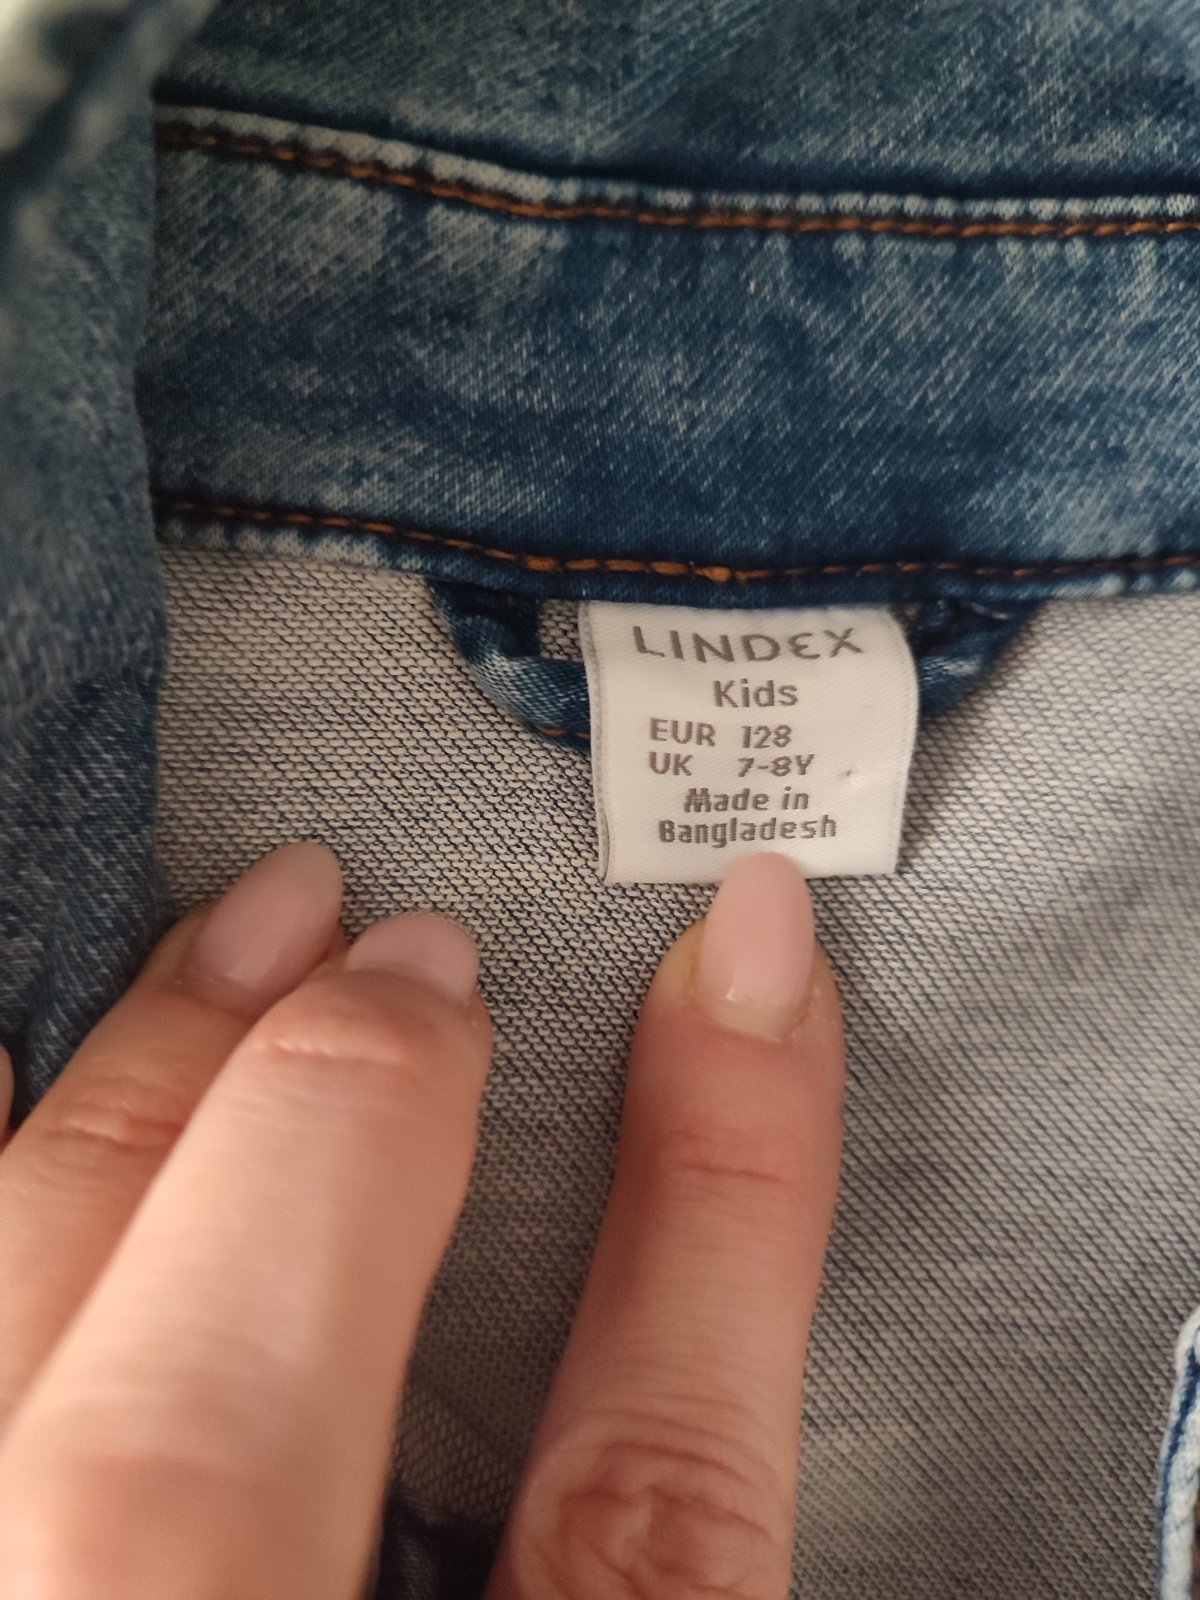 LINDEX
Kids
EUR 128
UK 7-8Y
Made in
Bangladesh